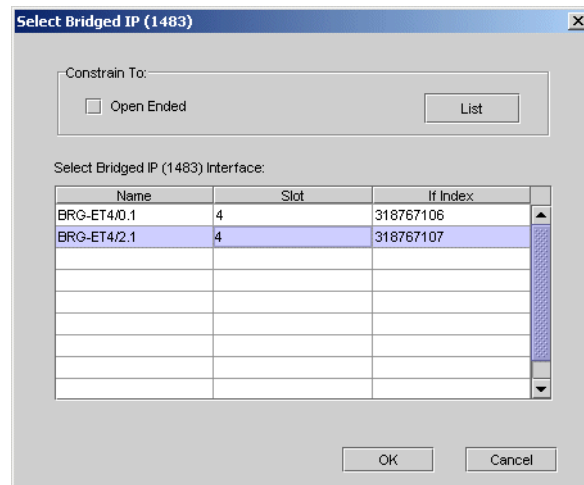 Select Bridged IP (1483)
Constrain To:
Open Ended
List
Select Bridged IP (1483) Interface:
Name Slot If Index
BRG-ET4/0.1 4 318767106
BRG-ET4/2.1 4 318767107
OK Cancel